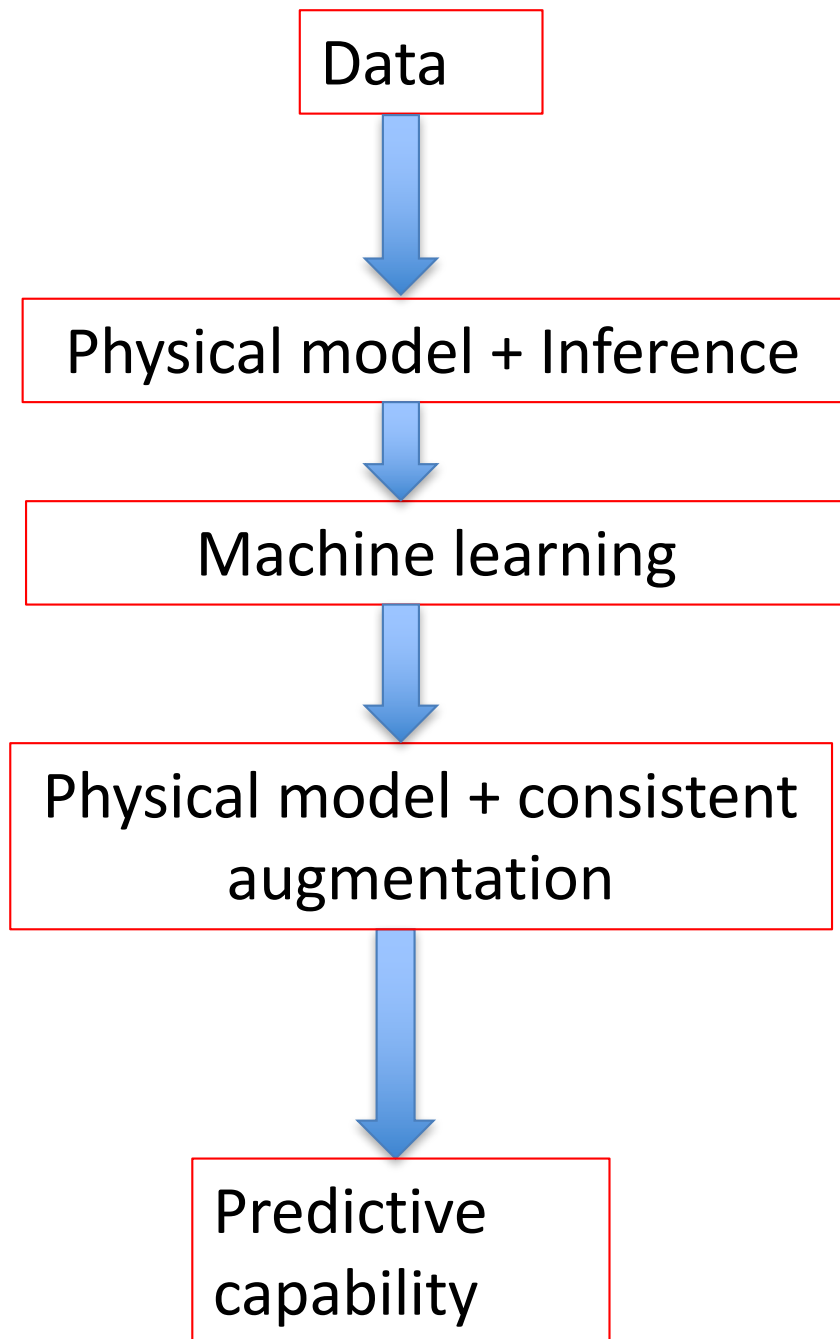 Data
Physical model + Inference
Machine learning
Physical model + consistent
augmentation
Predictive
capability